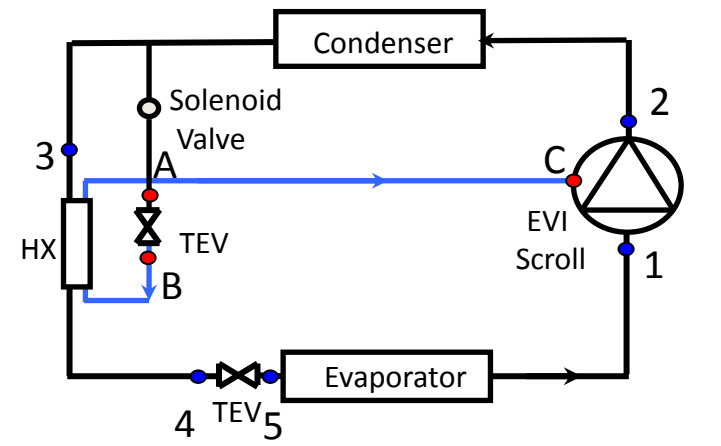 Condenser
Solenoid
Valve
2
3
A
C
HX
TEV
EVI
Scroll
1
B
Evaporator
4
TEV
5